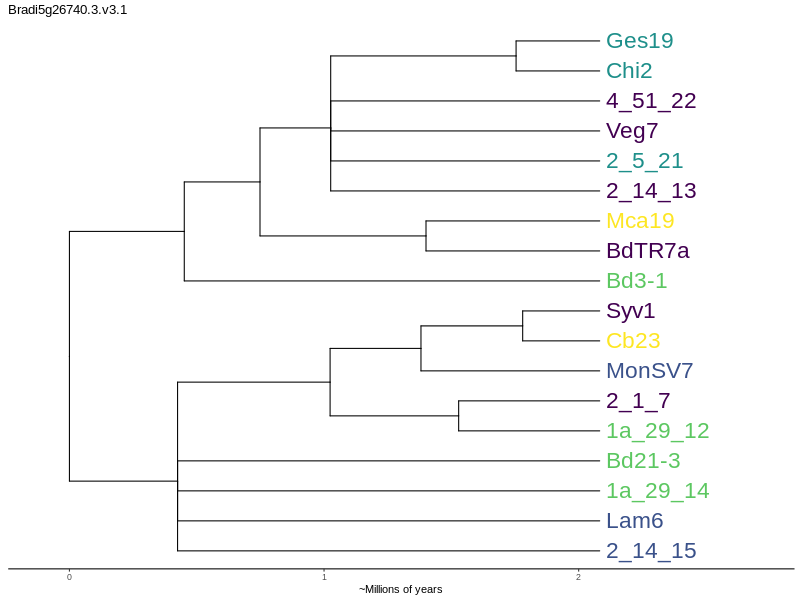 Bradi5g26740.3.v3.1
Ges19
Chi2
4_51_22
Veg7
2_5_21
2_14_13
Mca19
BdTR7a
Bd3-1
Syv1
Cb23
MonSV7
2_1_7
1a_29_12
Bd21-3
1a_29_14
Lam6
2_14_15
0 1 2
~Millions of years